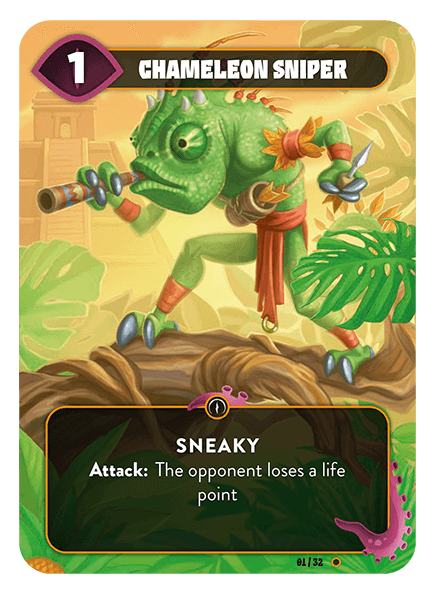 1
CHAMELEON SNIPER
SNEAKY
Attack: The opponent loses a life
point
01/32